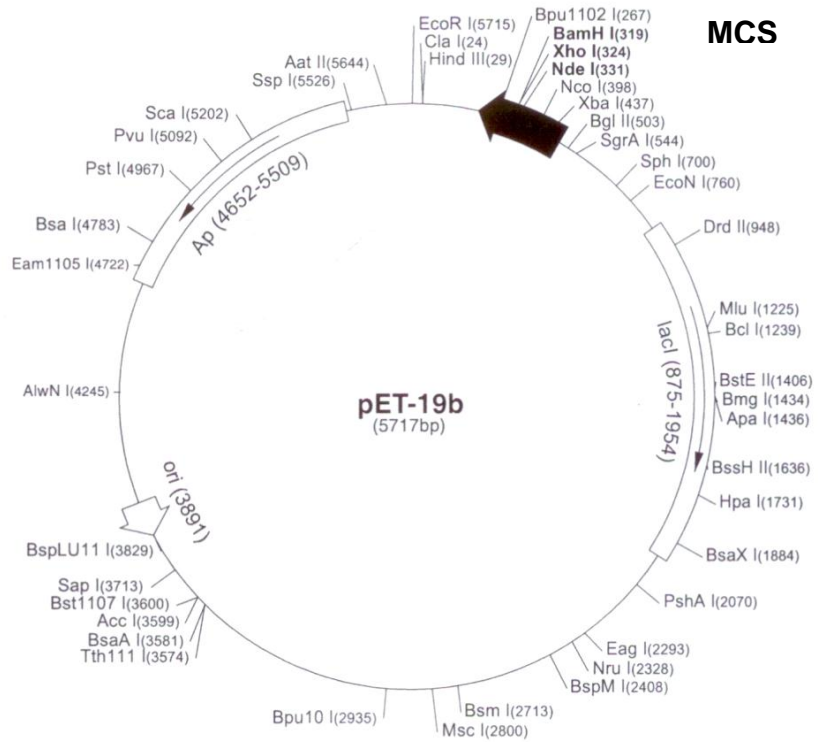 MCS
EcoR I(5715)
Cla I(24)
Hind III(29)
Bpu1102 I(267)
BamH I(319)
Xho I(324)
Nde I(331)
Nco I(398)
Xba I(437)
Bgl II(503)
SgrA I(544)
Sph I(700)
EcoN I(760)
Drd II(948)
Mlu I(1225)
Bcl I(1239)
BstE II(1406)
Bmg I(1434)
Apa I(1436)
BssH II(1636)
Hpa I(1731)
BsaX I(1884)
PshA I(2070)
Eag I(2293)
Nru I(2328)
BspM I(2408)
Bsm I(2713)
Msc I(2800)
Bpu10 I(2935)
Tth111 I(3574)
BsaA I(3581)
Acc I(3599)
Bst1107 I(3600)
Sap I(3713)
BspLU11 I(3829)
AlwN I(4245)
Eam1105 I(4722)
Bsa I(4783)
Pst I(4967)
Pvu I(5092)
Sca I(5202)
Ssp I(5526)
Aat II(5644)
Ap (4652-5509)
lacI (875-1954)
ori (3891)
pET-19b
(5717bp)